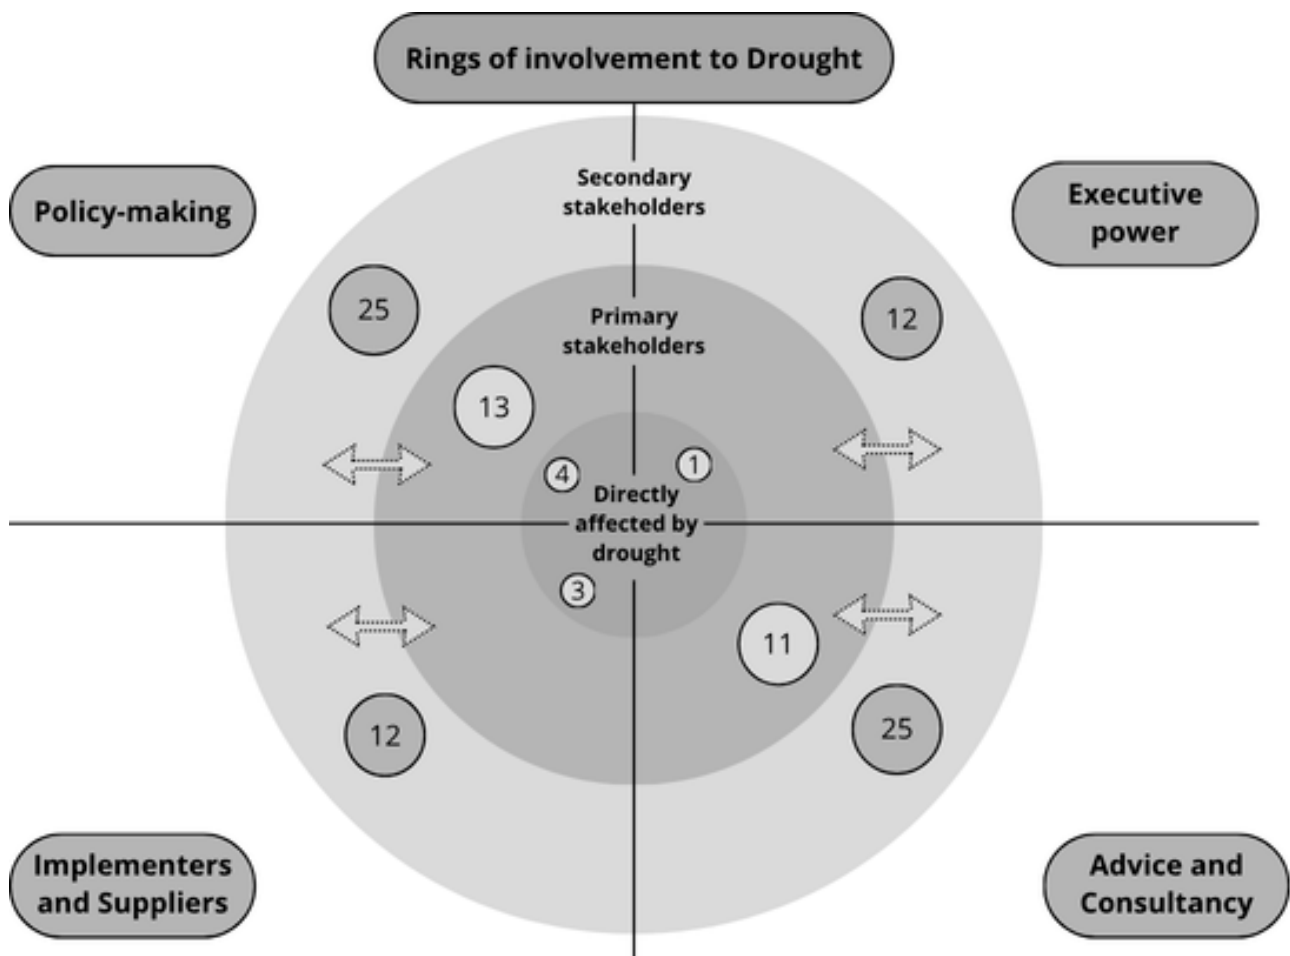 Rings of involvement to Drought
Policy-making
Executive
power
Secondary
stakeholders
25
12
Primary
stakeholders
13
4
1
Directly
affected by
drought
3
11
12
25
Implementers
and Suppliers
Advice and
Consultancy